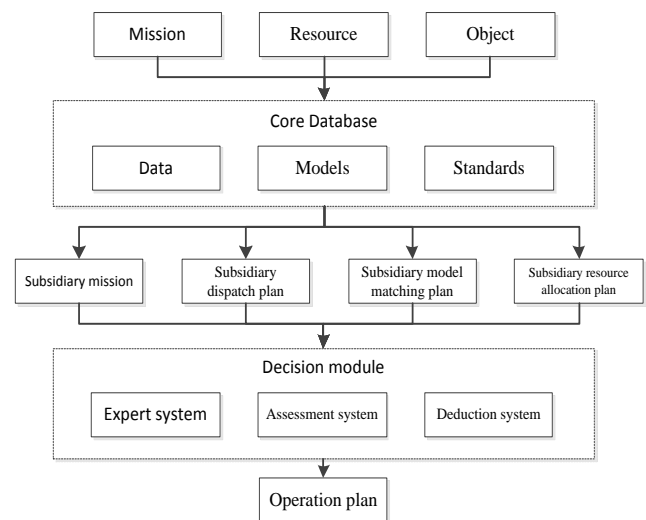 Mission
Resource
Object
Core Database
Data
Models
Standards
Subsidiary mission
Subsidiary
dispatch plan
Subsidiary model
matching plan
Subsidiary resource
allocation plan
Decision module
Expert system
Assessment system
Deduction system
Operation plan